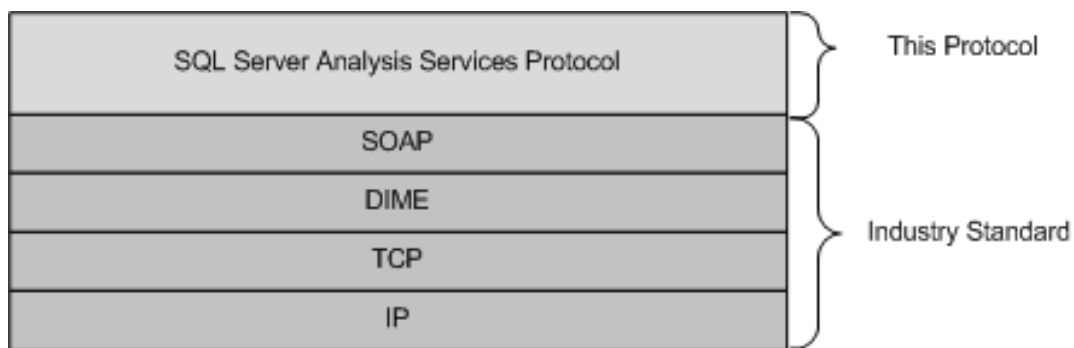 SQL Server Analysis Services Protocol
This Protocol
SOAP
DIME
TCP
IP
Industry Standard